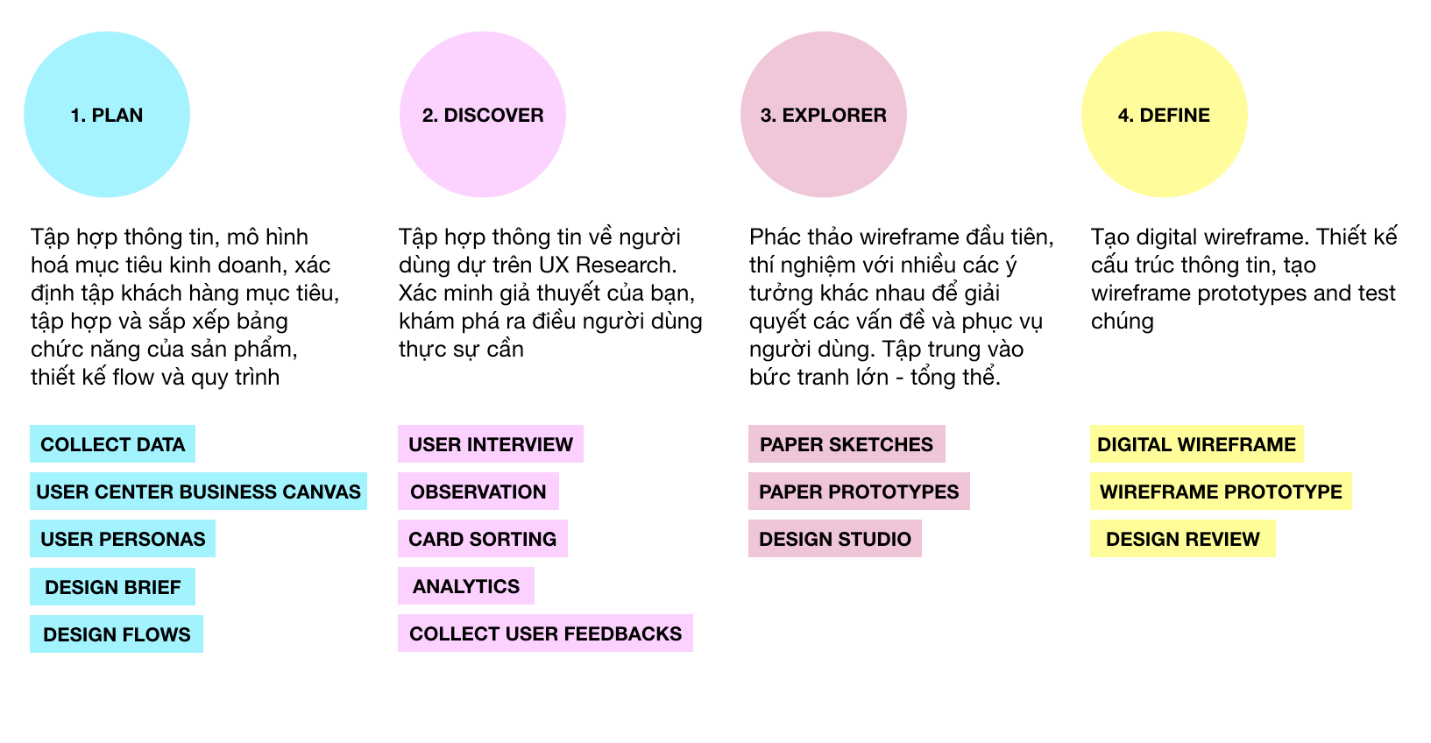 1. PLAN
Tập hợp thông tin, mô hình
hoá mục tiêu kinh doanh, xác
định tập khách hàng mục tiêu,
tập hợp và sắp xếp bảng
chức năng của sản phẩm,
thiết kế flow và quy trình
COLLECT DATA
USER CENTER BUSINESS CANVAS
USER PERSONAS
DESIGN BRIEF
DESIGN FLOWS
2. DISCOVER
Tập hợp thông tin về người
dùng dự trên UX Research.
Xác minh giả thuyết của bạn,
khám phá ra điều người dùng
thực sự cần
USER INTERVIEW
OBSERVATION
CARD SORTING
ANALYTICS
COLLECT USER FEEDBACKS
3. EXPLORER
Phác thảo wireframe đầu tiên,
thí nghiệm với nhiều các ý
tưởng khác nhau để giải
quyết các vấn đề và phục vụ
người dùng. Tập trung vào
bức tranh lớn - tổng thể.
PAPER SKETCHES
PAPER PROTOTYPES
DESIGN STUDIO
4. DEFINE
Tạo digital wireframe. Thiết kế
cấu trúc thông tin, tạo
wireframe prototypes and test
chúng
DIGITAL WIREFRAME
WIREFRAME PROTOTYPE
DESIGN REVIEW